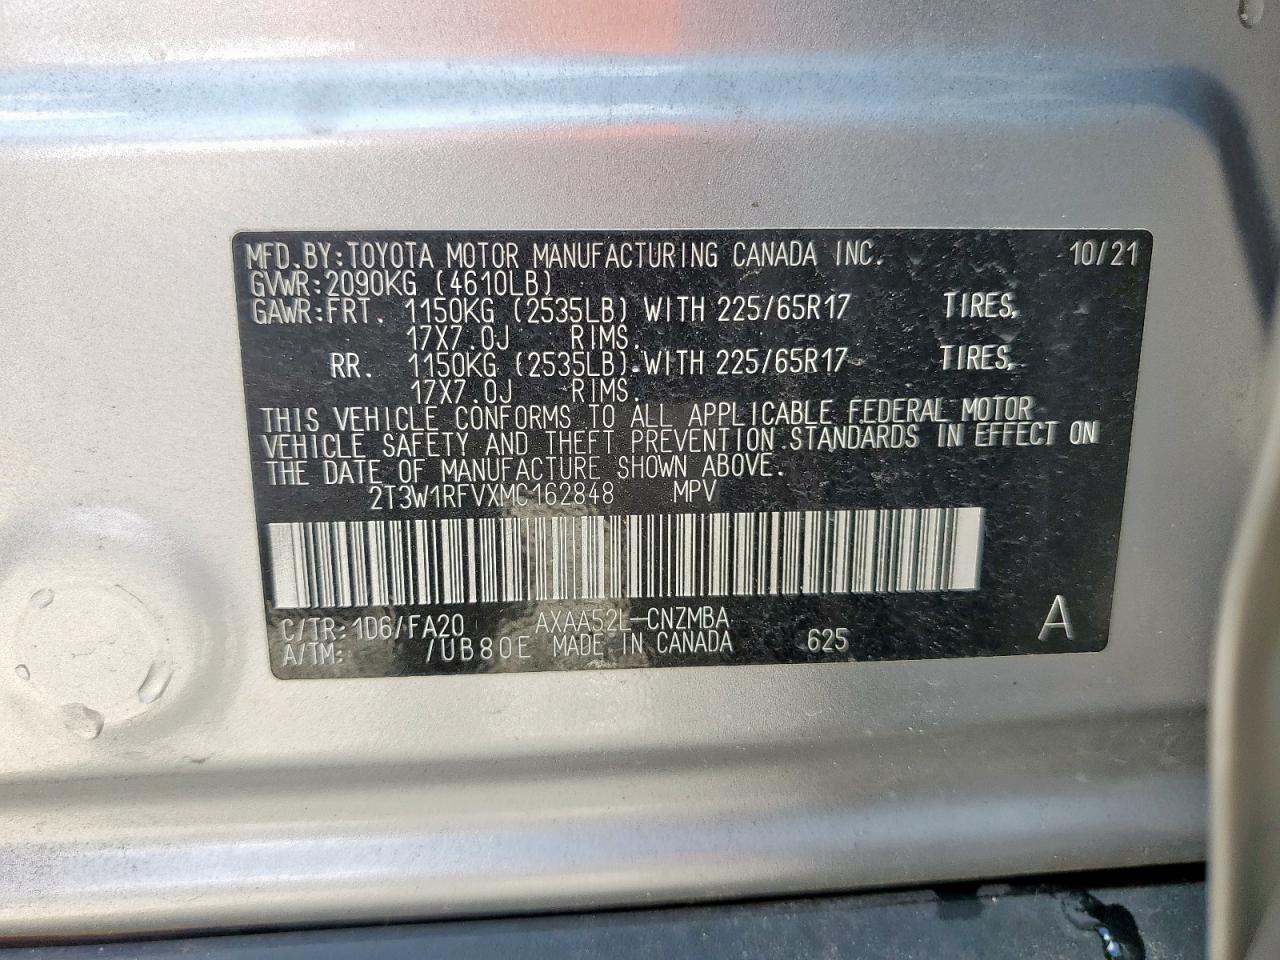 MFD.BY:TOYOTA MOTOR MANUFACTURING CANADA INC. 10/21
GVWR:2090KG (4610LB)
GAWR:FRT. 1150KG (2535LB) WITH 225/65R17 TIRES,
17X7.0J RIMS.
RR. 1150KG (2535LB) WITH 225/65R17 TIRES,
17X7.0J RIMS.
THIS VEHICLE CONFORMS TO ALL APPLICABLE FEDERAL MOTOR
VEHICLE SAFETY AND THEFT PREVENTION STANDARDS IN EFFECT ON
THE DATE OF MANUFACTURE SHOWN ABOVE.
2T3W1RFVXMC162848 MPV
C/TR:1D6/FA20 AXAA52L-CNZMBA A
A/TM: /UB80E MADE IN CANADA 625